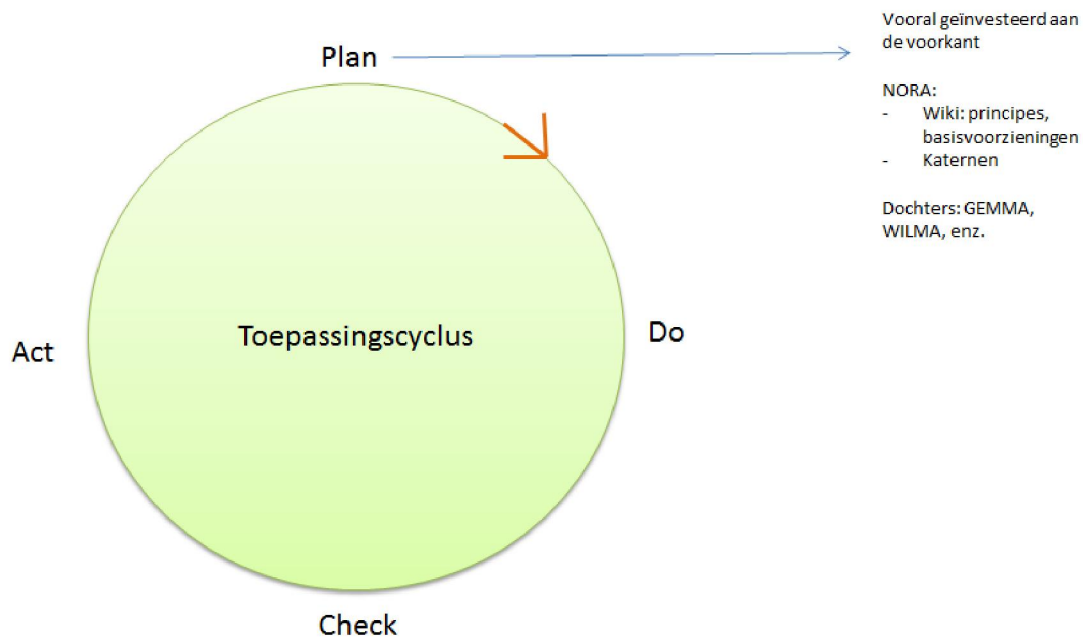 Plan
Vooral geïnvesteerd aan
de voorkant
NORA:
- Wiki: principes,
basisvoorzieningen
- Katernen
Dochters: GEMMA,
WILMA, enz.
Act
Toepassingscyclus
Do
Check